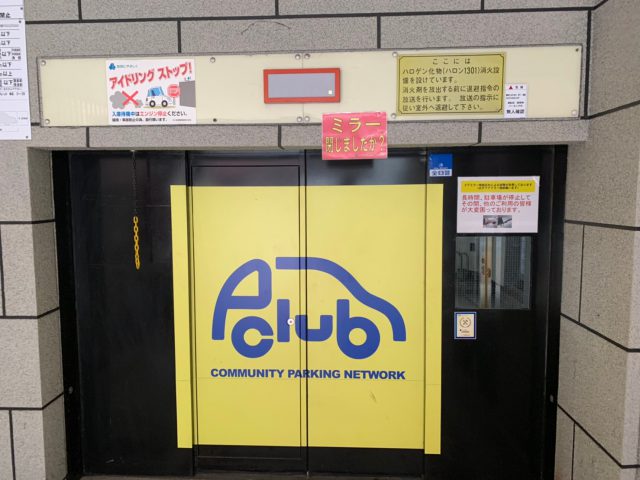 アイドリング ストップ!
入庫待機中はエンジン停止ください。
ここには
ハロゲン化物(ハロン1301)消火設
備を設けています。
消火剤を放出する前に退避指令の
放送を行います。 放送の指示に
従い室外へ退避して下さい。
無人確認
ミラー
閉しましたか?
長時間、駐車場が停止して
その間、他のご利用の皆様
が大変困っております。
P club
COMMUNITY PARKING NETWORK